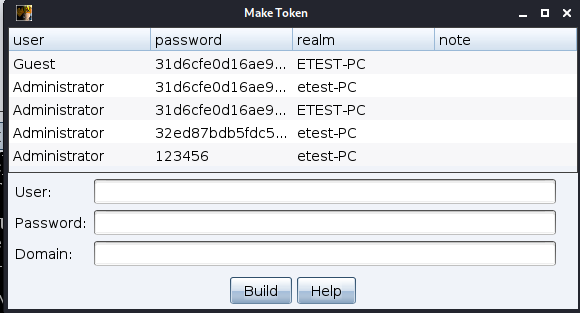 Make Token
user password realm note
Guest 31d6cfe0d16ae9... ETEST-PC
Administrator 31d6cfe0d16ae9... etest-PC
Administrator 31d6cfe0d16ae9... ETEST-PC
Administrator 32ed87bdb5fdc5... etest-PC
Administrator 123456 etest-PC
User:
Password:
Domain:
Build Help